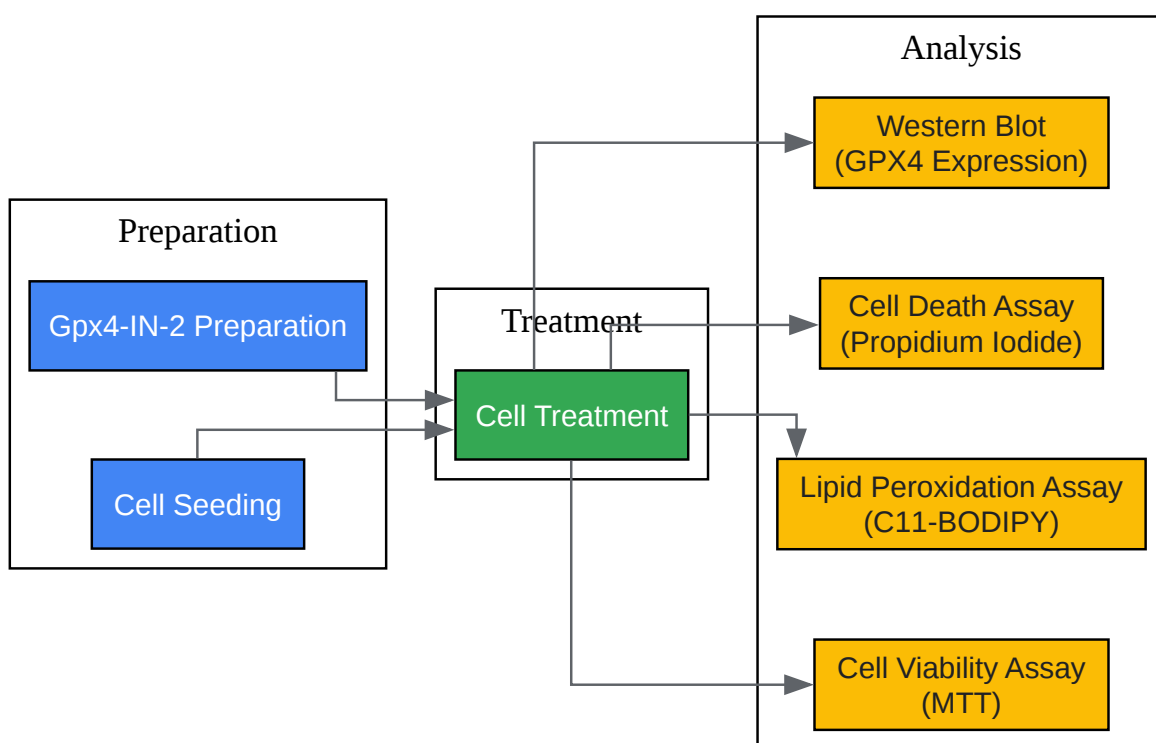 Preparation
Gpx4-IN-2 Preparation
Cell Seeding
Treatment
Cell Treatment
Analysis
Western Blot
(GPX4 Expression)
Cell Death Assay
(Propidium Iodide)
Lipid Peroxidation Assay
(C11-BODIPY)
Cell Viability Assay
(MTT)